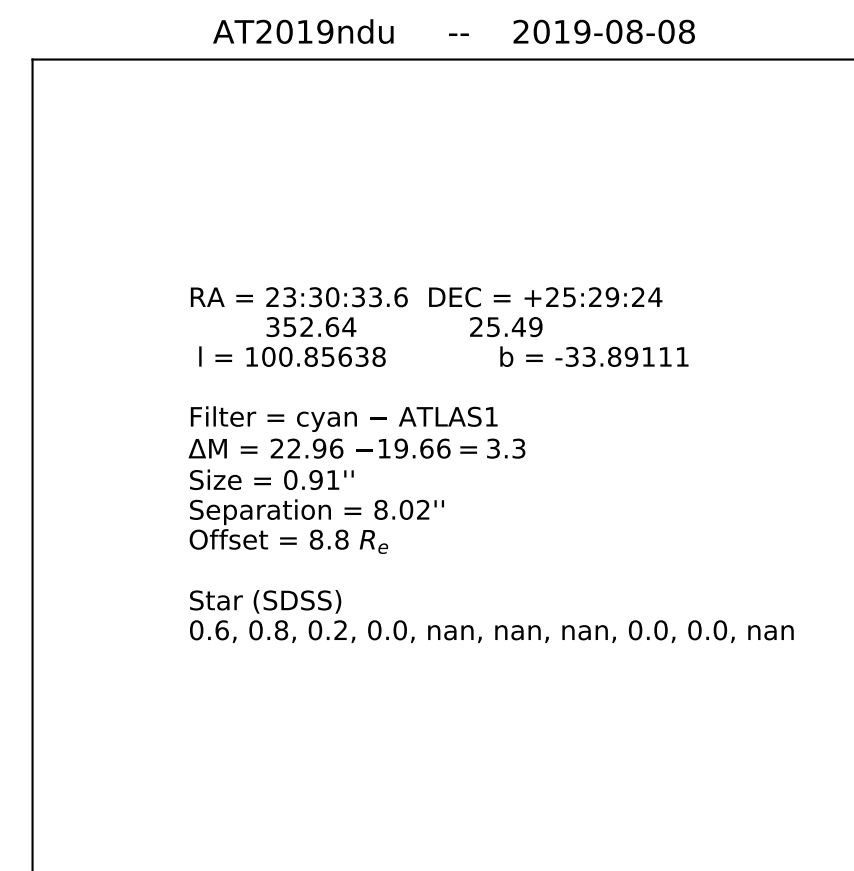 AT2019ndu -- 2019-08-08
RA = 23:30:33.6 DEC = +25:29:24
352.64 25.49
l = 100.85638 b = -33.89111
Filter = cyan − ATLAS1
ΔM = 22.96 −19.66 = 3.3
Size = 0.91''
Separation = 8.02''
Offset = 8.8 Rₑ
Star (SDSS)
0.6, 0.8, 0.2, 0.0, nan, nan, nan, 0.0, 0.0, nan